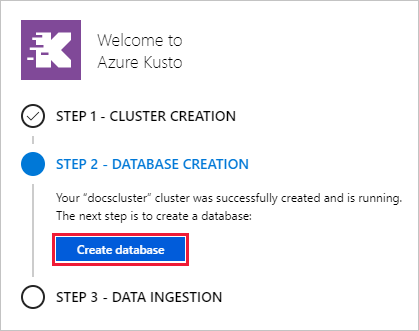 Welcome to
Azure Kusto
STEP 1 - CLUSTER CREATION
STEP 2 - DATABASE CREATION
Your “docscluster” cluster was successfully created and is running.
The next step is to create a database:
Create database
STEP 3 - DATA INGESTION